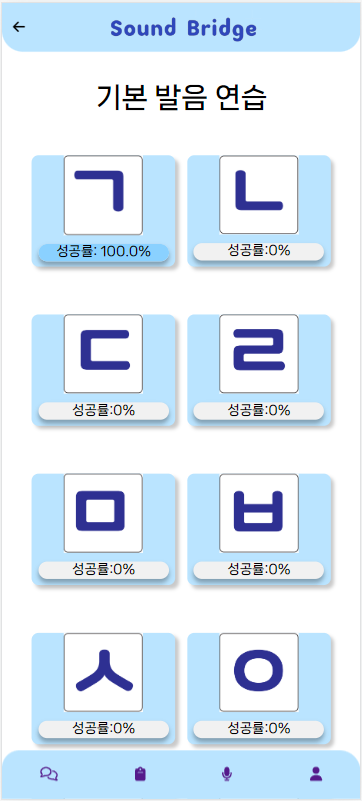 Sound Bridge
기본 발음 연습
ㄱ ㄴ
성공률: 100.0% 성공률:0%
ㄷ ㄹ
성공률:0% 성공률:0%
ㅁ ㅂ
성공률:0% 성공률:0%
ㅅ ㅇ
성공률:0% 성공률:0%